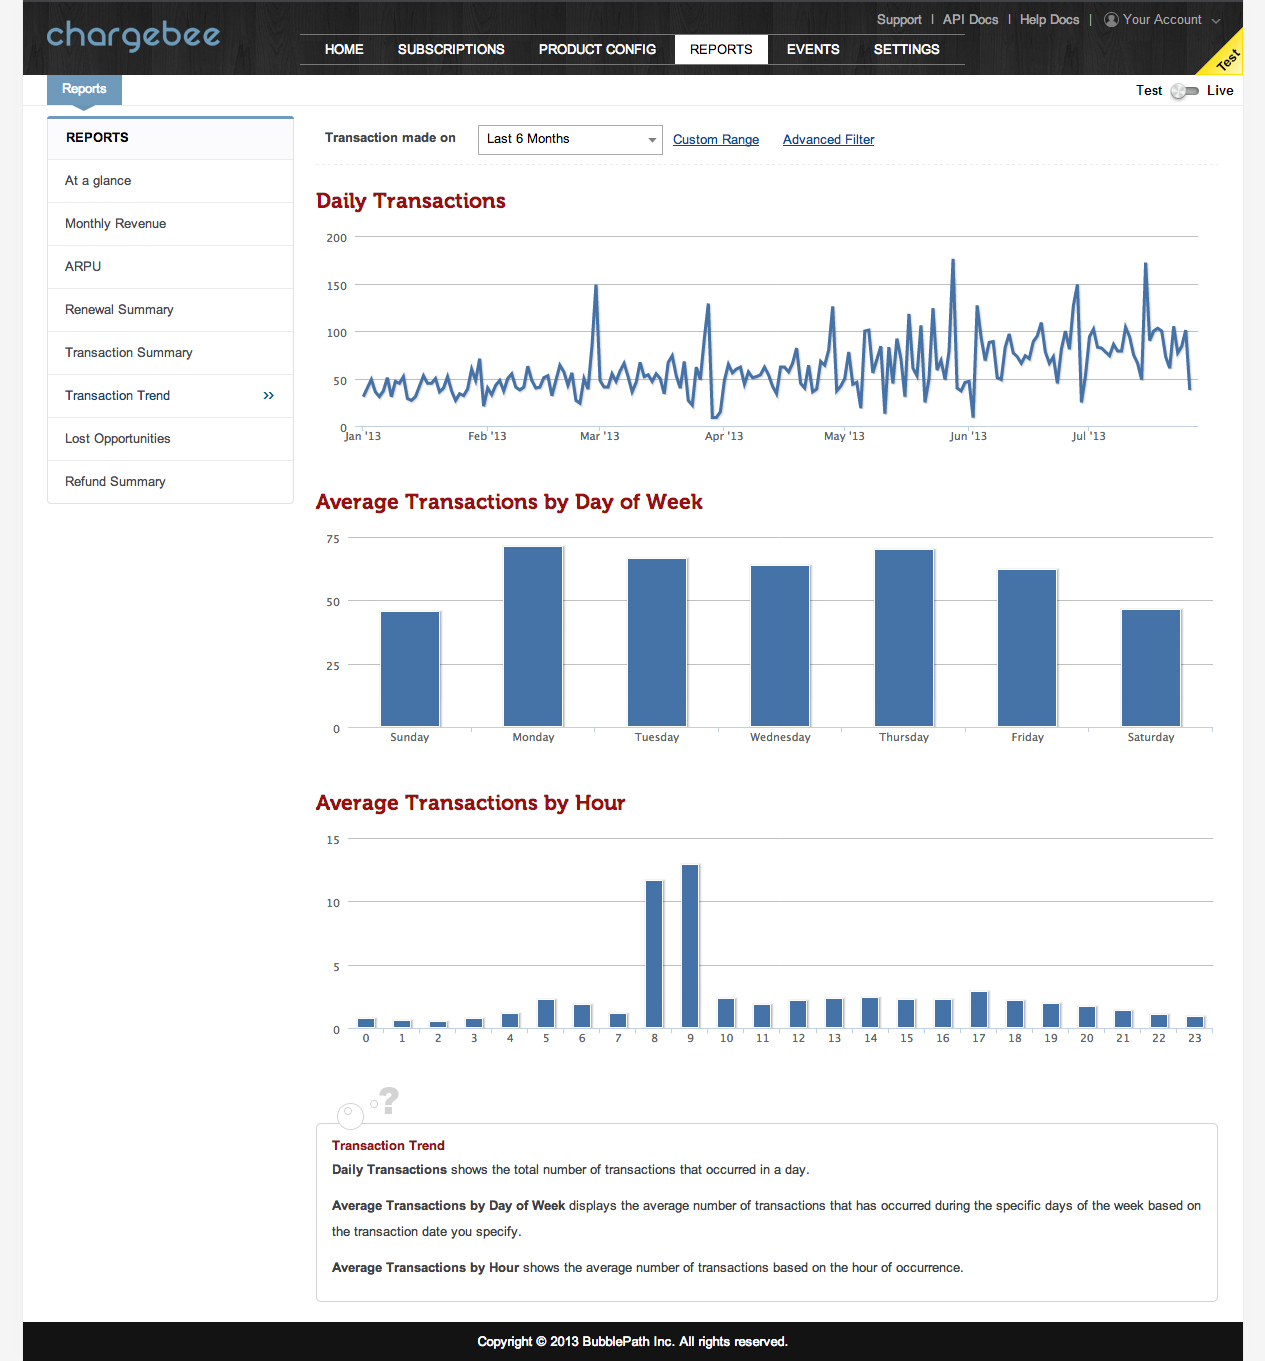 chargebee
Support | API Docs | Help Docs | Your Account
HOME SUBSCRIPTIONS PRODUCT CONFIG REPORTS EVENTS SETTINGS
Test
Reports
Test Live
REPORTS
At a glance
Monthly Revenue
ARPU
Renewal Summary
Transaction Summary
Transaction Trend »
Lost Opportunities
Refund Summary
Transaction made on Last 6 Months Custom Range Advanced Filter
Daily Transactions
200
150
100
50
0
Jan '13 Feb '13 Mar '13 Apr '13 May '13 Jun '13 Jul '13
Average Transactions by Day of Week
75
50
25
0
Sunday Monday Tuesday Wednesday Thursday Friday Saturday
Average Transactions by Hour
15
10
5
0
0 1 2 3 4 5 6 7 8 9 10 11 12 13 14 15 16 17 18 19 20 21 22 23
?
Transaction Trend
Daily Transactions shows the total number of transactions that occurred in a day.
Average Transactions by Day of Week displays the average number of transactions that has occurred during the specific days of the week based on
the transaction date you specify.
Average Transactions by Hour shows the average number of transactions based on the hour of occurrence.
Copyright © 2013 BubblePath Inc. All rights reserved.